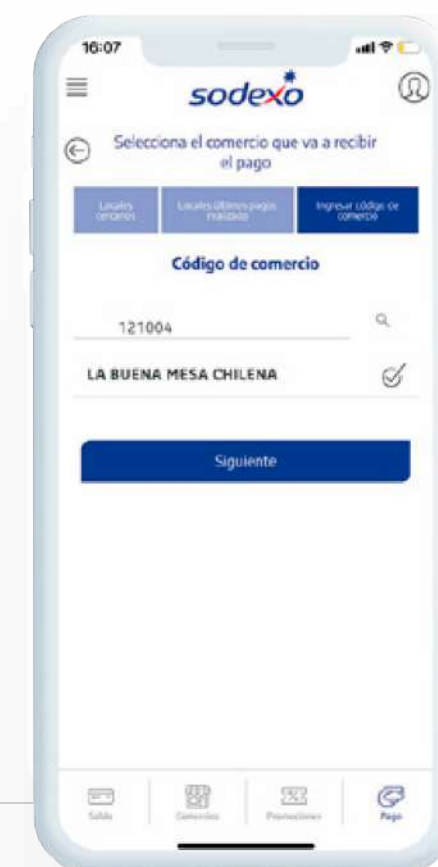 16:07
sodexo
Selecciona el comercio que va a recibir
el pago
Locales
cercanos
Locales últimos pagos
realizado
Ingresar código de
comercio
Código de comercio
121004
LA BUENA MESA CHILENA
Siguiente
Saldo
Comercios
Promociones
Pago